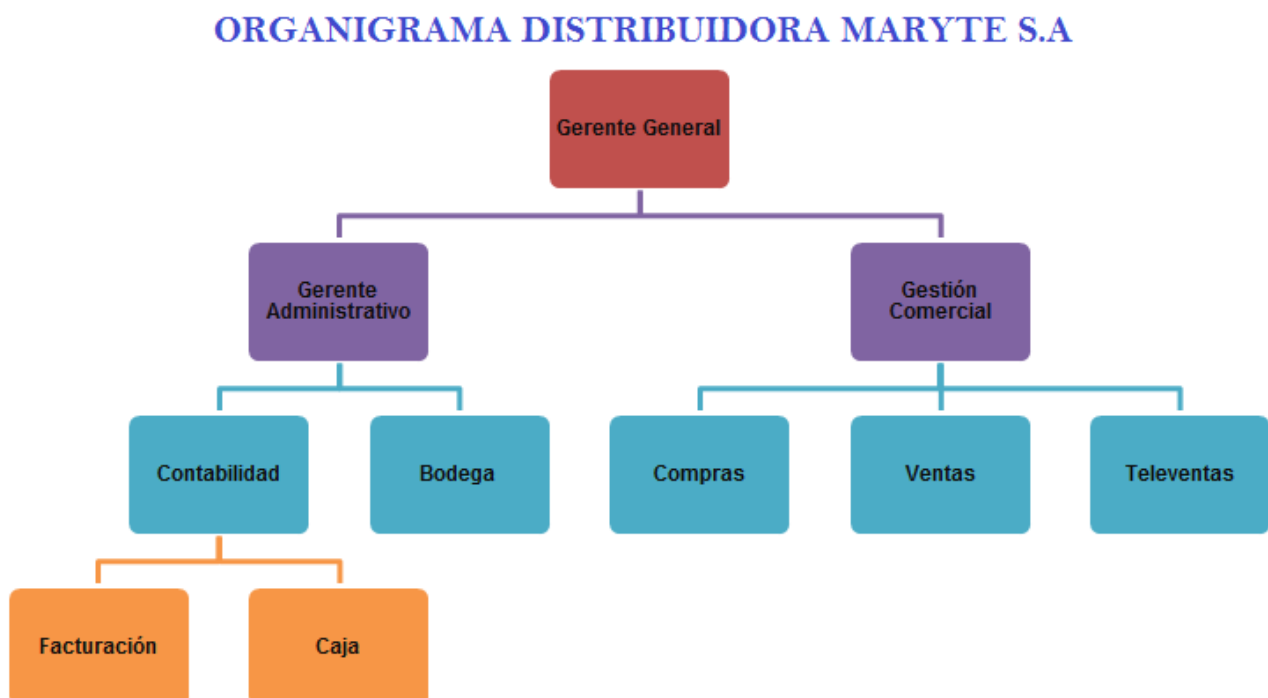 ORGANIGRAMA DISTRIBUIDORA MARYTE S.A
Gerente General
Gerente
Administrativo
Gestión
Comercial
Contabilidad
Bodega
Compras
Ventas
Televentas
Facturación
Caja